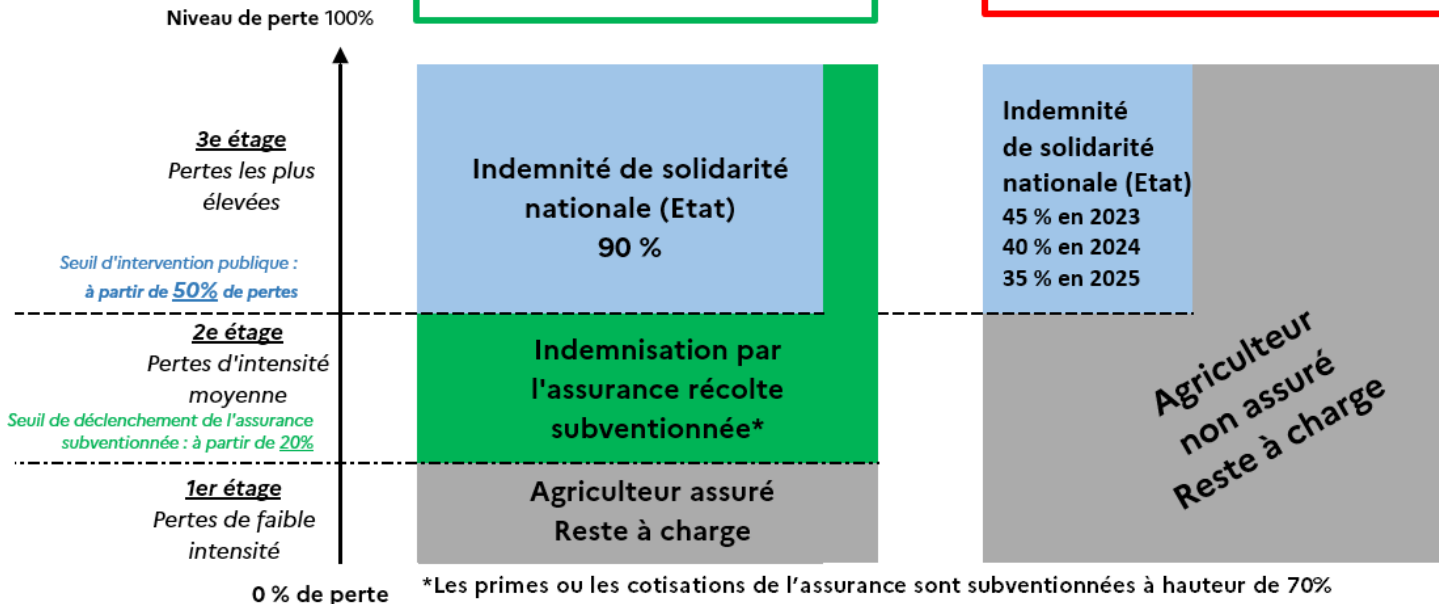 Niveau de perte 100%
3e étage
Pertes les plus
élevées
Seuil d'intervention publique :
à partir de 50% de pertes
2e étage
Pertes d'intensité
moyenne
Seuil de déclenchement de l'assurance
subventionnée : à partir de 20%
1er étage
Pertes de faible
intensité
0 % de perte
Indemnité de solidarité
nationale (Etat)
90 %
Indemnisation par
l'assurance récolte
subventionnée*
Agriculteur assuré
Reste à charge
Indemnité
de solidarité
nationale (Etat)
45 % en 2023
40 % en 2024
35 % en 2025
Agriculteur
non assuré
Reste à charge
*Les primes ou les cotisations de l’assurance sont subventionnées à hauteur de 70%